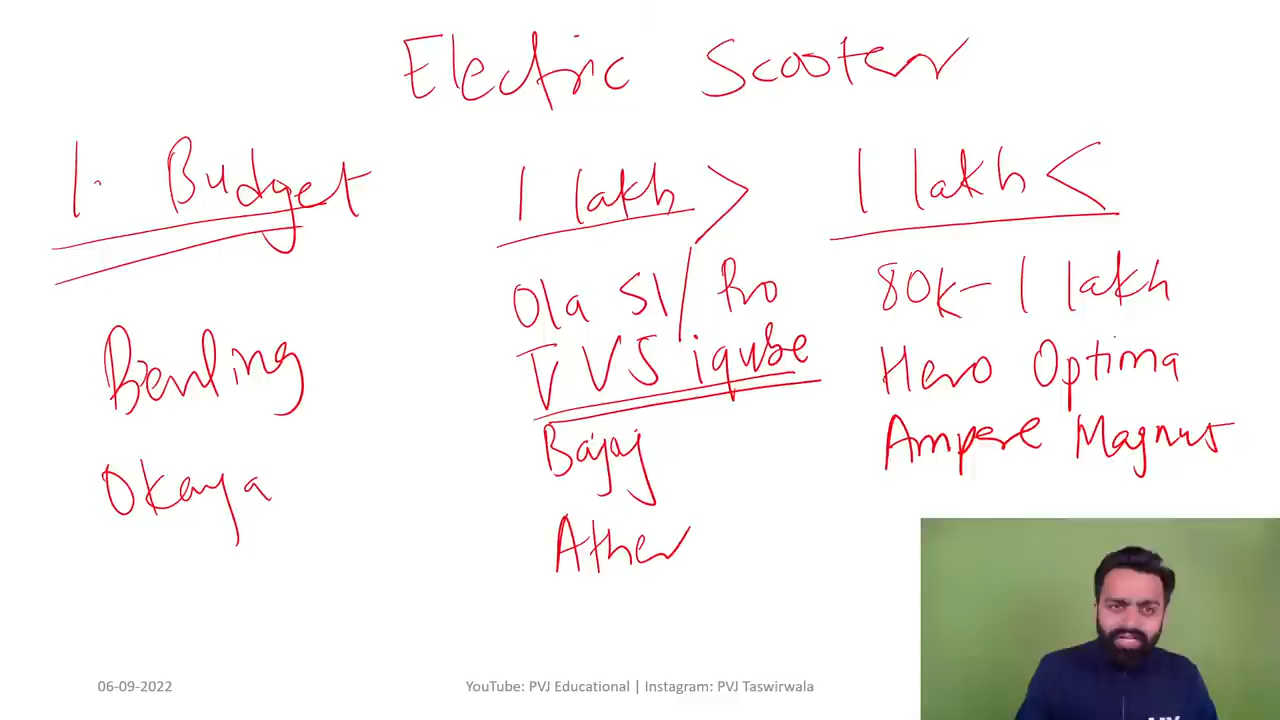 Electric Scooter
1. Budget
1 lakh >
1 lakh <
Ola S1 / Pro
80k - 1 lakh
Benling
TVS iqube
Hero Optima
Okaya
Bajaj
Ampere Magnus
Ather
06-09-2022
YouTube: PVJ Educational | Instagram: PVJ Taswirwala